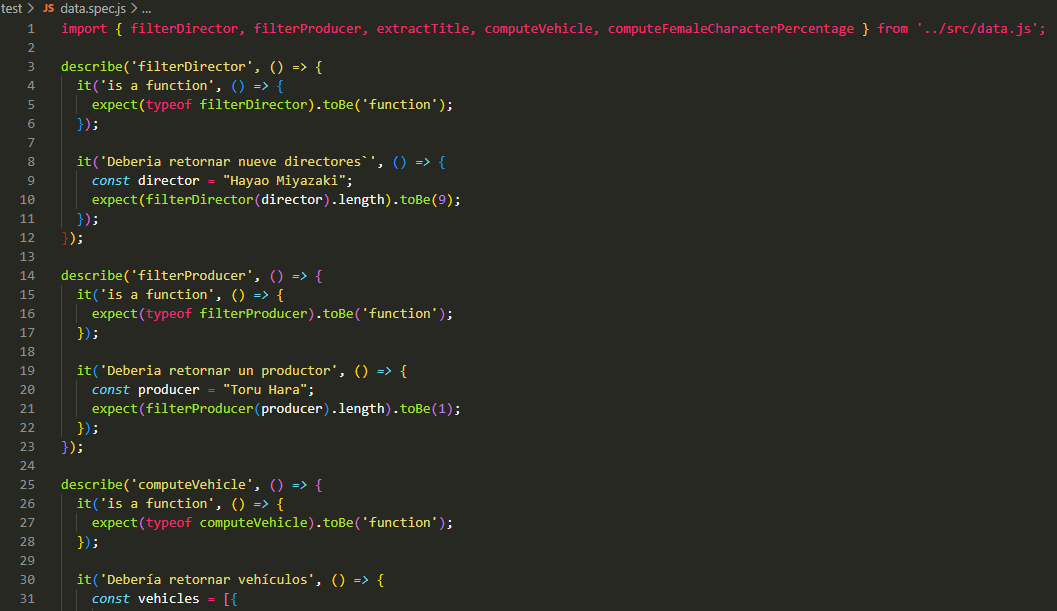 test > JS data.spec.js > ...
1 import { filterDirector, filterProducer, extractTitle, computeVehicle, computeFemaleCharacterPercentage } from '../src/data.js';
2
3 describe('filterDirector', () => {
4   it('is a function', () => {
5     expect(typeof filterDirector).toBe('function');
6   });
7
8   it('Deberia retornar nueve directores`', () => {
9     const director = "Hayao Miyazaki";
10     expect(filterDirector(director).length).toBe(9);
11   });
12 });
13
14 describe('filterProducer', () => {
15   it('is a function', () => {
16     expect(typeof filterProducer).toBe('function');
17   });
18
19   it('Deberia retornar un productor', () => {
20     const producer = "Toru Hara";
21     expect(filterProducer(producer).length).toBe(1);
22   });
23 });
24
25 describe('computeVehicle', () => {
26   it('is a function', () => {
27     expect(typeof computeVehicle).toBe('function');
28   });
29
30   it('Debería retornar vehículos', () => {
31     const vehicles = [{